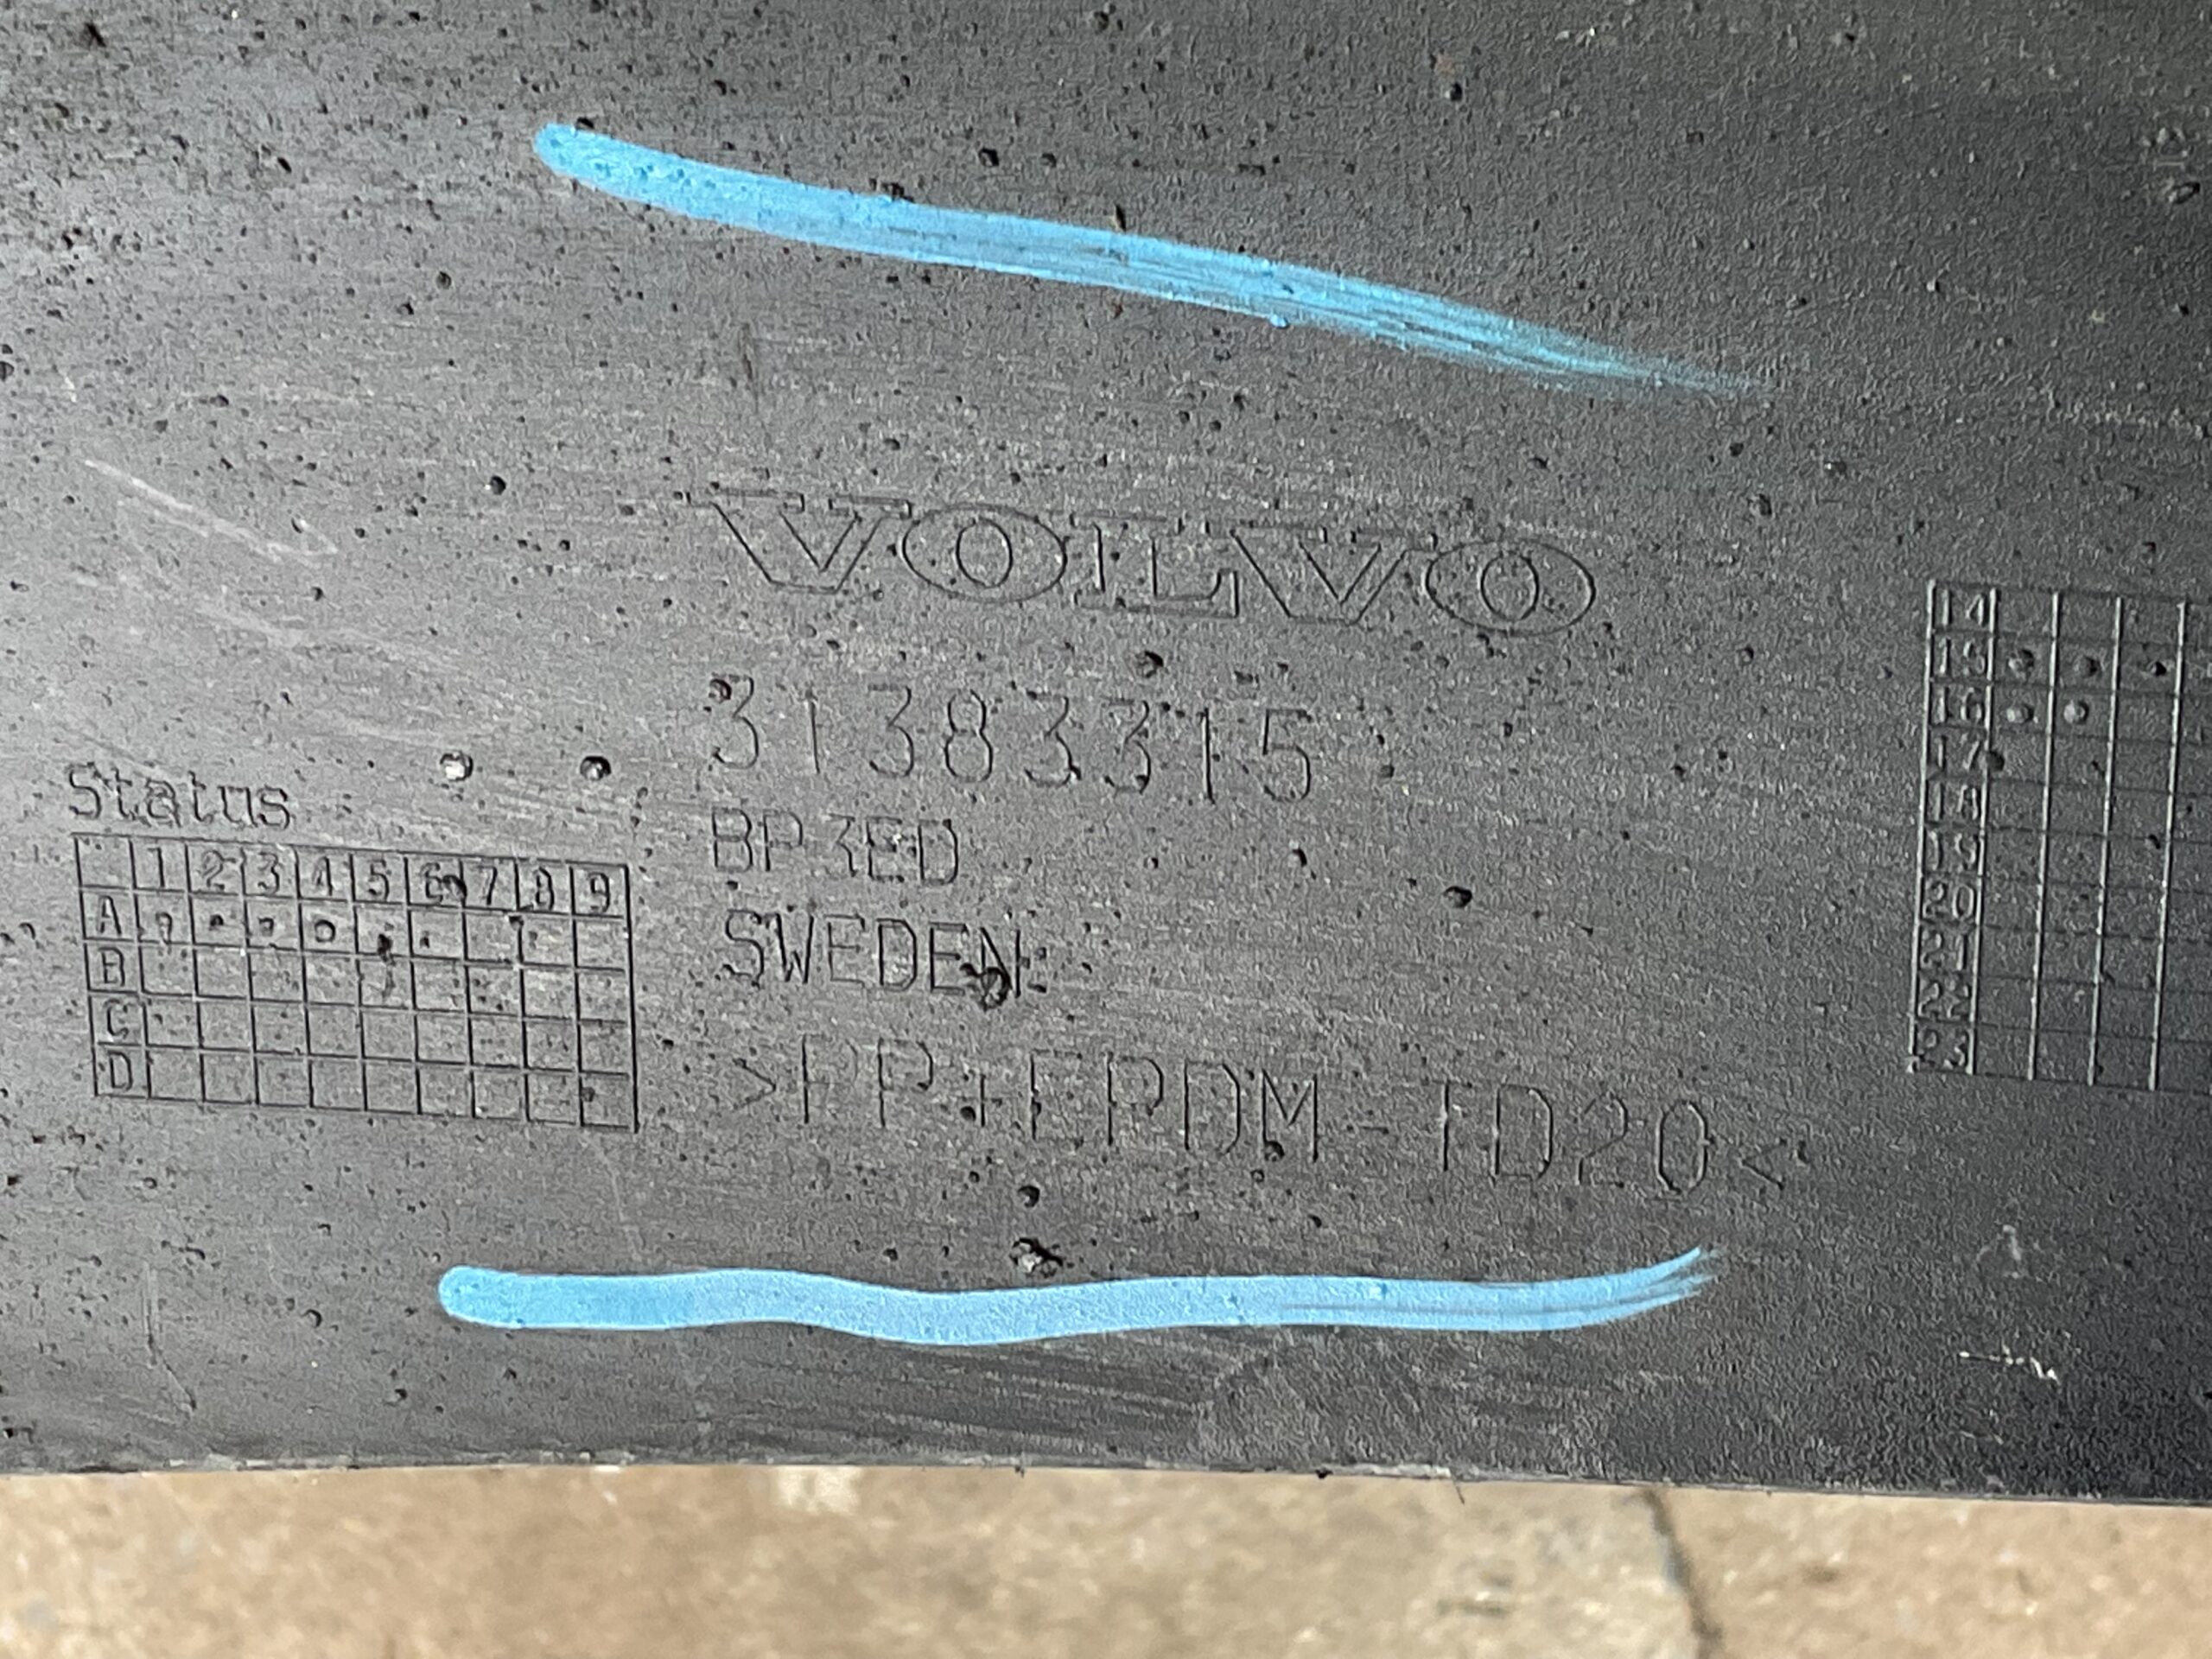 VOLVO
31383315
BP3ED
SWEDEN
>PP+EPDM-TD20<
Status
1 2 3 4 5 6 7 8 9
A
B
C
D
14
15
16
17
18
19
20
21
22
23